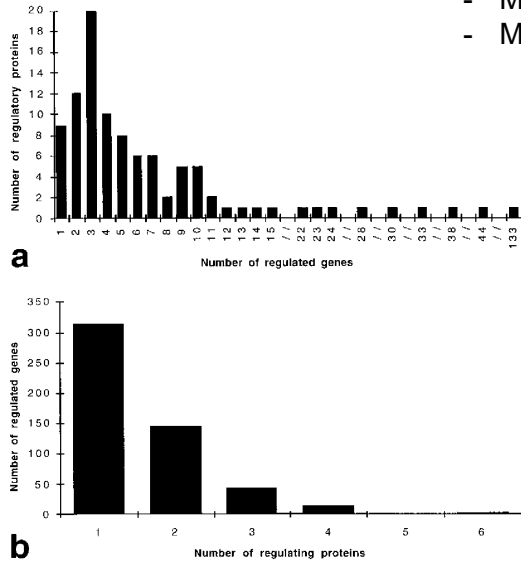 - M
- M
20
18
16
14
12
10
8
6
4
2
0
Number of regulatory proteins
1 2 3 4 5 6 7 8 9 10 11 12 13 14 15 // 22 23 24 // 28 // 30 // 33 // 38 // 44 // 133
a
Number of regulated genes
350
300
250
200
150
100
50
0
Number of regulated genes
1 2 3 4 5 6
b
Number of regulating proteins